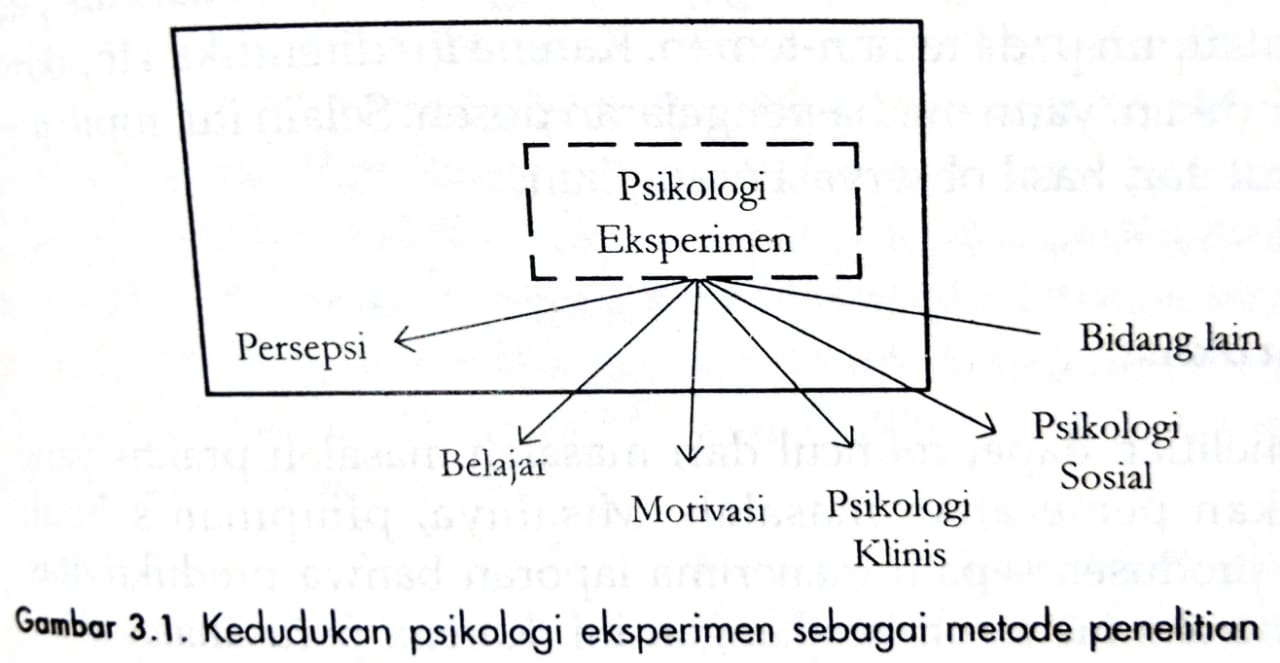 Psikologi
Eksperimen
Persepsi
Bidang lain
Belajar
Motivasi
Psikologi
Klinis
Psikologi
Sosial
Gambar 3.1. Kedudukan psikologi eksperimen sebagai metode penelitian